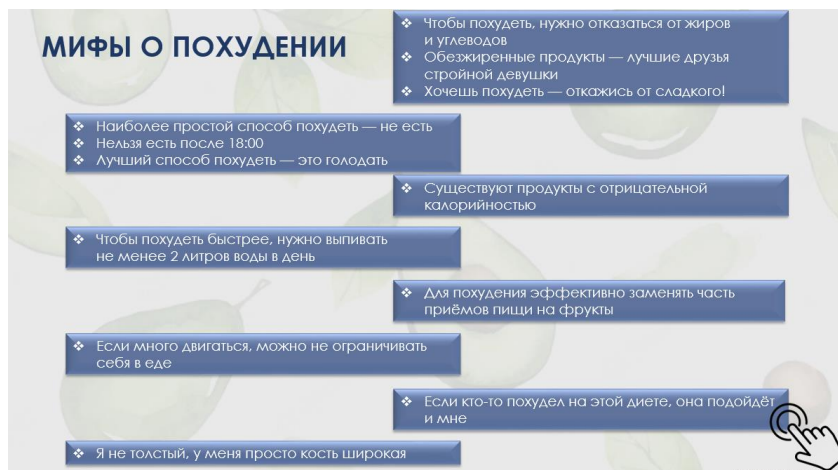 МИФЫ О ПОХУДЕНИИ
❖ Чтобы похудеть, нужно отказаться от жиров
и углеводов
❖ Обезжиренные продукты — лучшие друзья
стройной девушки
❖ Хочешь похудеть — откажись от сладкого!
❖ Наиболее простой способ похудеть — не есть
❖ Нельзя есть после 18:00
❖ Лучший способ похудеть — это голодать
❖ Существуют продукты с отрицательной
калорийностью
❖ Чтобы похудеть быстрее, нужно выпивать
не менее 2 литров воды в день
❖ Для похудения эффективно заменять часть
приёмов пищи на фрукты
❖ Если много двигаться, можно не ограничивать
себя в еде
❖ Если кто-то похудел на этой диете, она подойдёт
и мне
❖ Я не толстый, у меня просто кость широкая